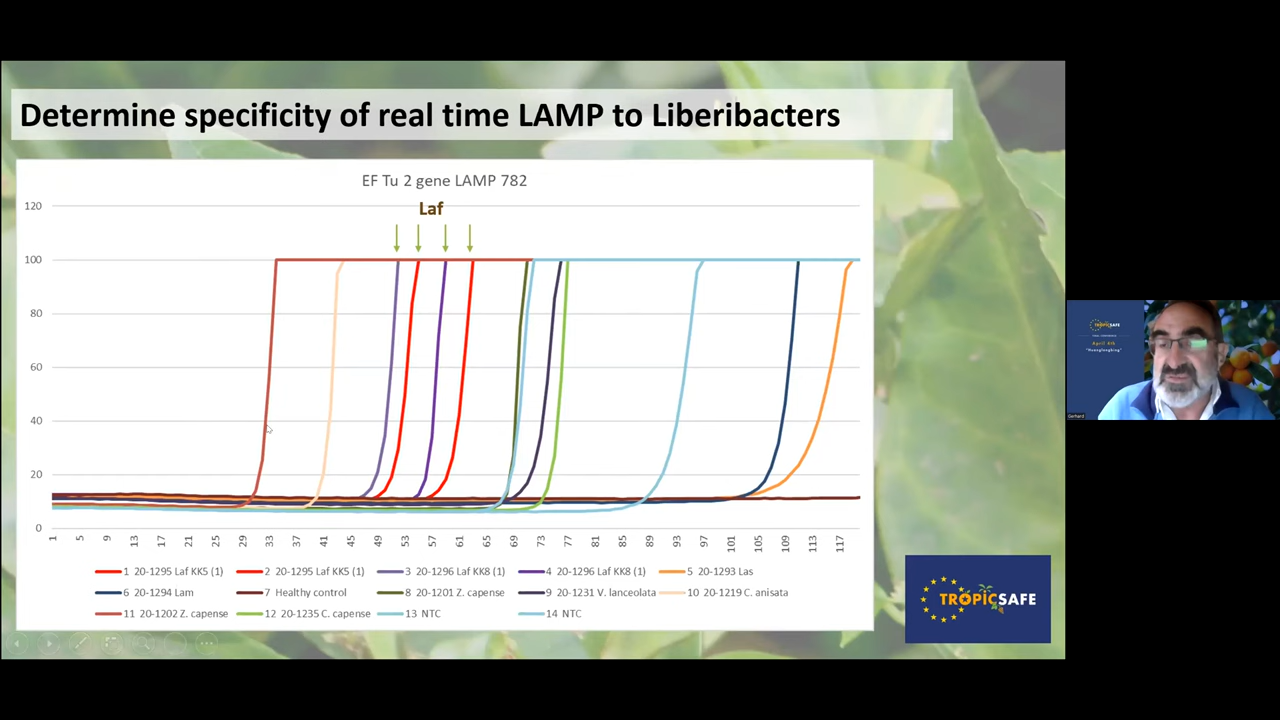 Determine specificity of real time LAMP to Liberibacters
EF Tu 2 gene LAMP 782
Laf
120
100
80
60
40
20
0
1 5 9 13 17 21 25 29 33 37 41 45 49 53 57 61 65 69 73 77 81 85 89 93 97 101 105 109 113 117
1 20-1295 Laf KK5 (1) 2 20-1295 Laf KK5 (1) 3 20-1296 Laf KK8 (1) 4 20-1296 Laf KK8 (1) 5 20-1293 Las
6 20-1294 Lam 7 Healthy control 8 20-1201 Z. capense 9 20-1231 V. lanceolata 10 20-1219 C. anisata
11 20-1202 Z. capense 12 20-1235 C. capense 13 NTC 14 NTC
TROPICSAFE
TROPICSAFE
April 6th
"Huanglongbing"
Gerhard